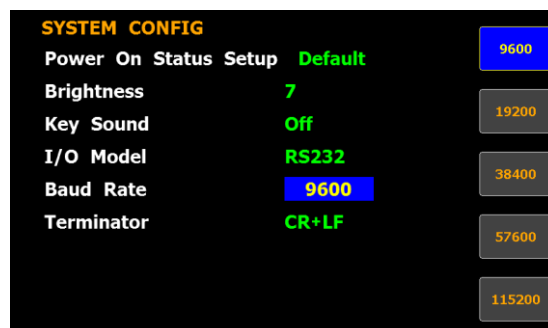 SYSTEM CONFIG
Power On Status Setup Default
Brightness 7
Key Sound Off
I/O Model RS232
Baud Rate 9600
Terminator CR+LF
9600
19200
38400
57600
115200